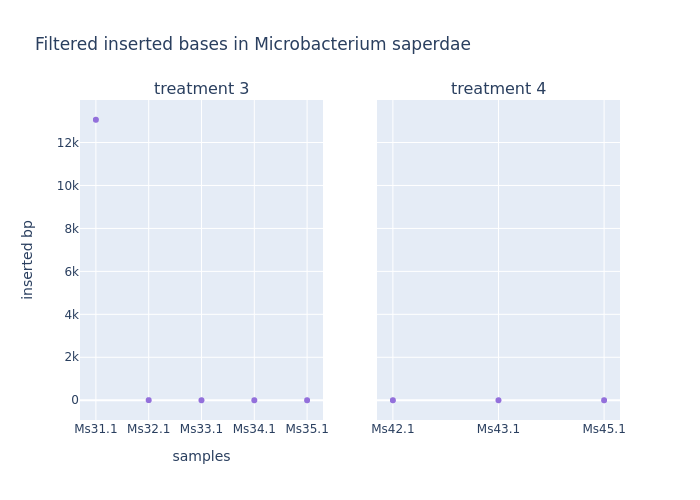 Filtered inserted bases in Microbacterium saperdae
treatment 3
treatment 4
12k
10k
8k
6k
4k
2k
0
inserted bp
Ms31.1 Ms32.1 Ms33.1 Ms34.1 Ms35.1
Ms42.1 Ms43.1 Ms45.1
samples